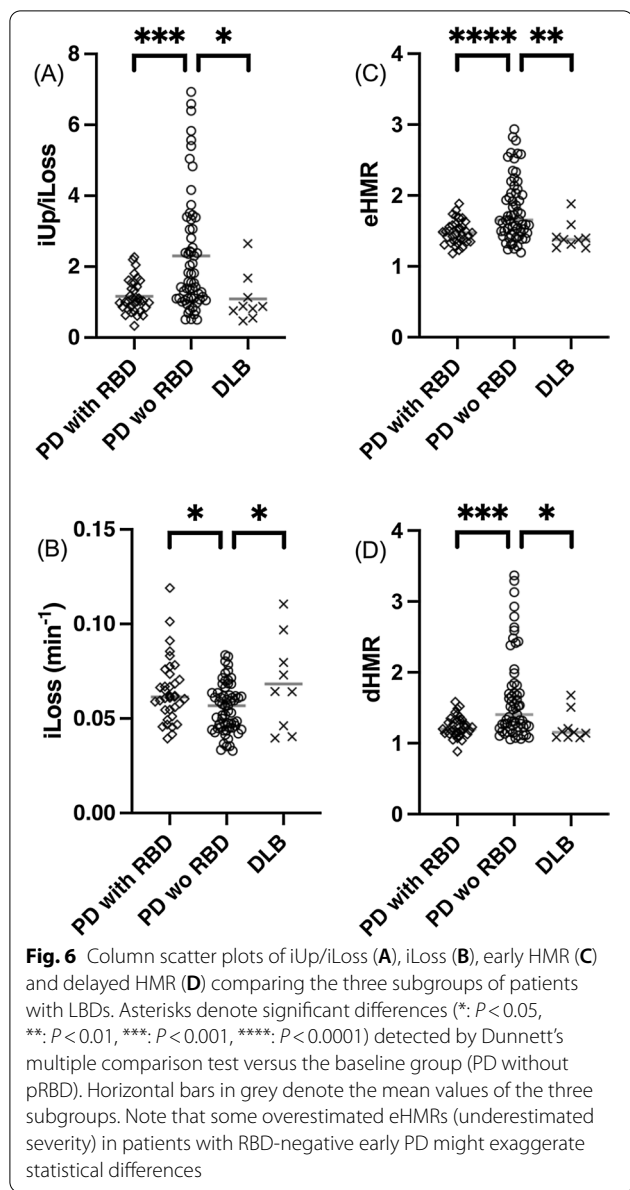 (A)
*** *
iUp/iLoss
8
6
4
2
0
PD with RBD
PD wo RBD
DLB
(C)
**** **
eHMR
4
3
2
1
0
PD with RBD
PD wo RBD
DLB
(B)
* *
iLoss (min⁻¹)
0.15
0.10
0.05
0.00
PD with RBD
PD wo RBD
DLB
(D)
*** *
dHMR
4
3
2
1
0
PD with RBD
PD wo RBD
DLB
Fig. 6 Column scatter plots of iUp/iLoss (A), iLoss (B), early HMR (C)
and delayed HMR (D) comparing the three subgroups of patients
with LBDs. Asterisks denote significant differences (*: P < 0.05,
**: P < 0.01, ***: P < 0.001, ****: P < 0.0001) detected by Dunnett's
multiple comparison test versus the baseline group (PD without
pRBD). Horizontal bars in grey denote the mean values of the three
subgroups. Note that some overestimated eHMRs (underestimated
severity) in patients with RBD-negative early PD might exaggerate
statistical differences